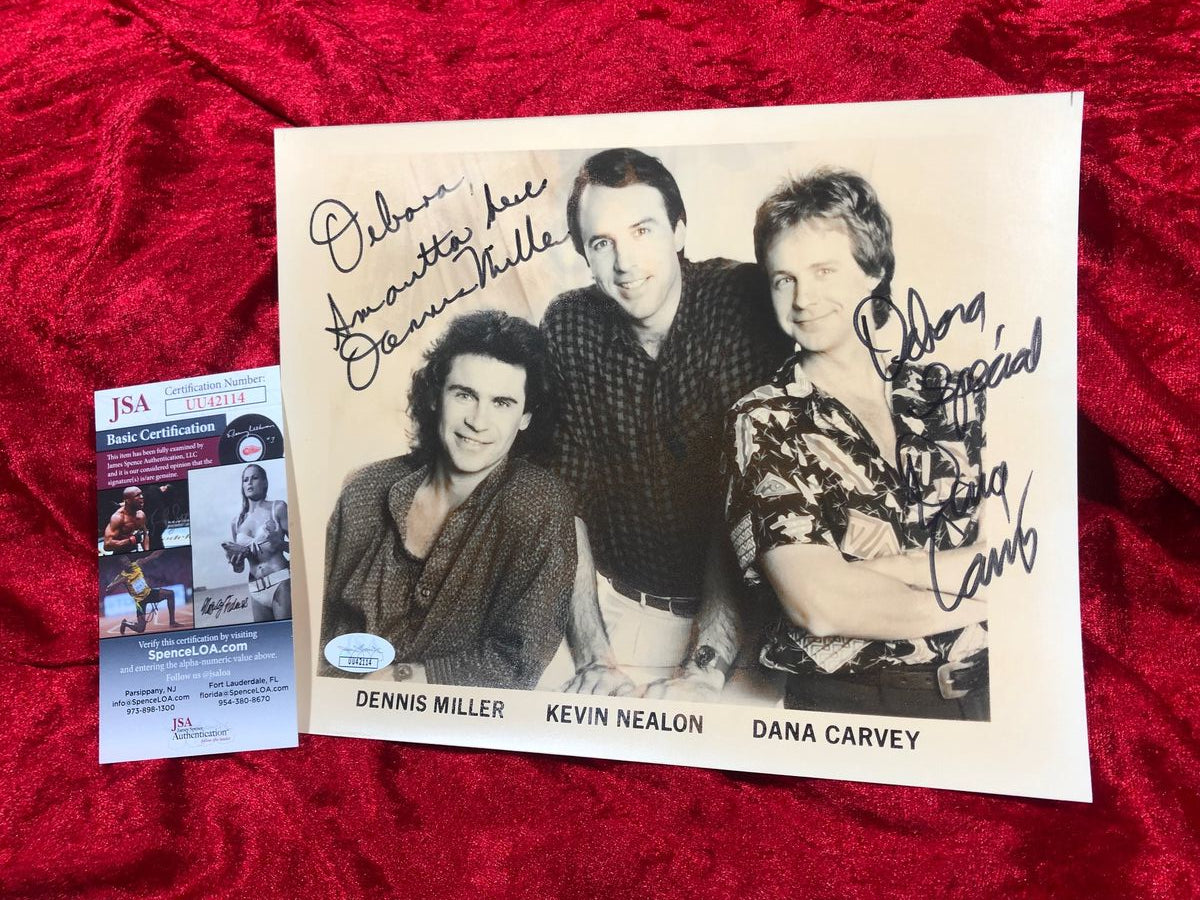 Debora,
Dennis Miller
Debora,
Special
Dana
Carvey
JSA
Certification Number:
UU42114
Basic Certification
This item has been fully examined by
James Spence Authentication, LLC
and it is our considered opinion that the
signature(s) is/are genuine.
Verify this certification by visiting
SpenceLOA.com
and entering the alpha-numeric value above.
Follow us @jsaloa
Parsippany, NJ
info@SpenceLOA.com
973-898-1300
Fort Lauderdale, FL
florida@SpenceLOA.com
954-380-8670
JSA
James Spence
Authentication
UU42114
DENNIS MILLER
KEVIN NEALON
DANA CARVEY